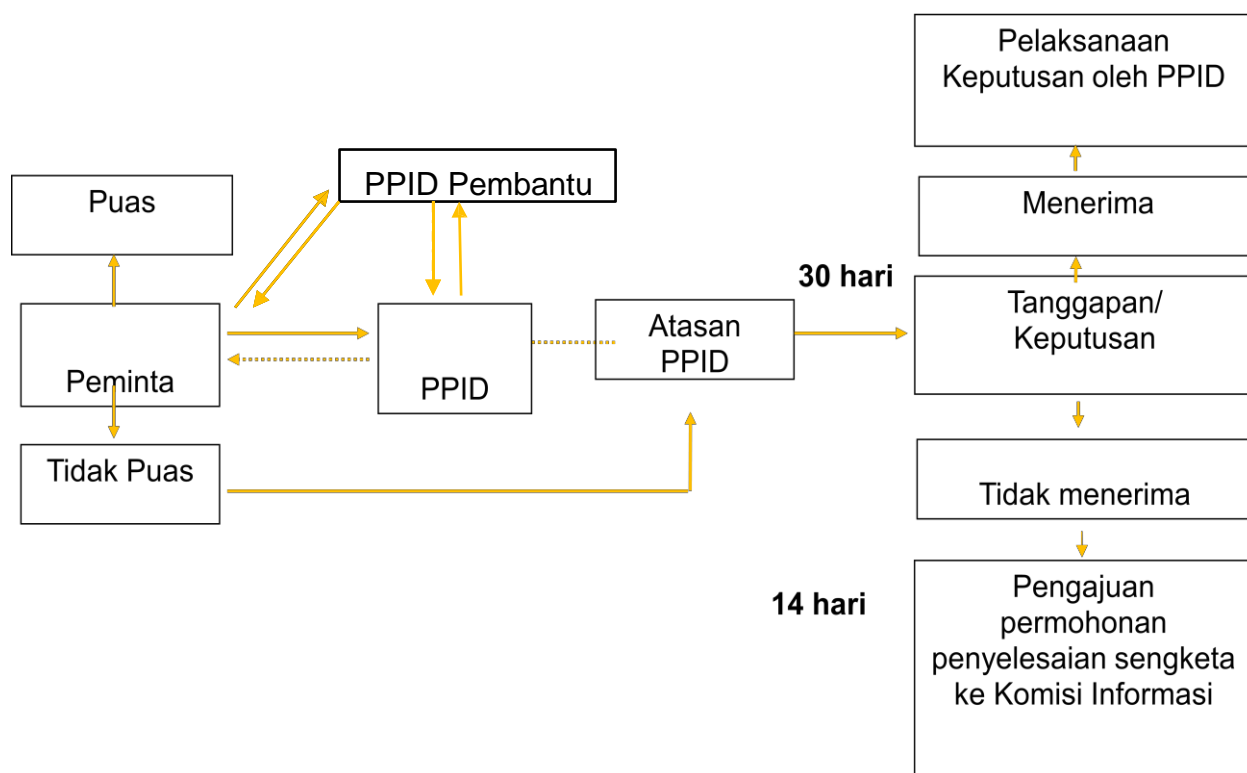 Pelaksanaan
Keputusan oleh PPID
PPID Pembantu
Puas
Menerima
30 hari
Tanggapan/
Keputusan
Atasan
PPID
Peminta
PPID
Tidak Puas
Tidak menerima
14 hari
Pengajuan
permohonan
penyelesaian sengketa
ke Komisi Informasi